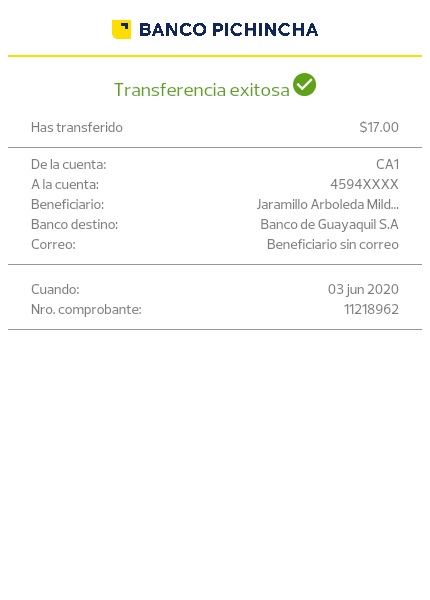 BANCO PICHINCHA
Transferencia exitosa
Has transferido $17.00
De la cuenta: CA1
A la cuenta: 4594XXXX
Beneficiario: Jaramillo Arboleda Mild...
Banco destino: Banco de Guayaquil S.A
Correo: Beneficiario sin correo
Cuando: 03 jun 2020
Nro. comprobante: 11218962